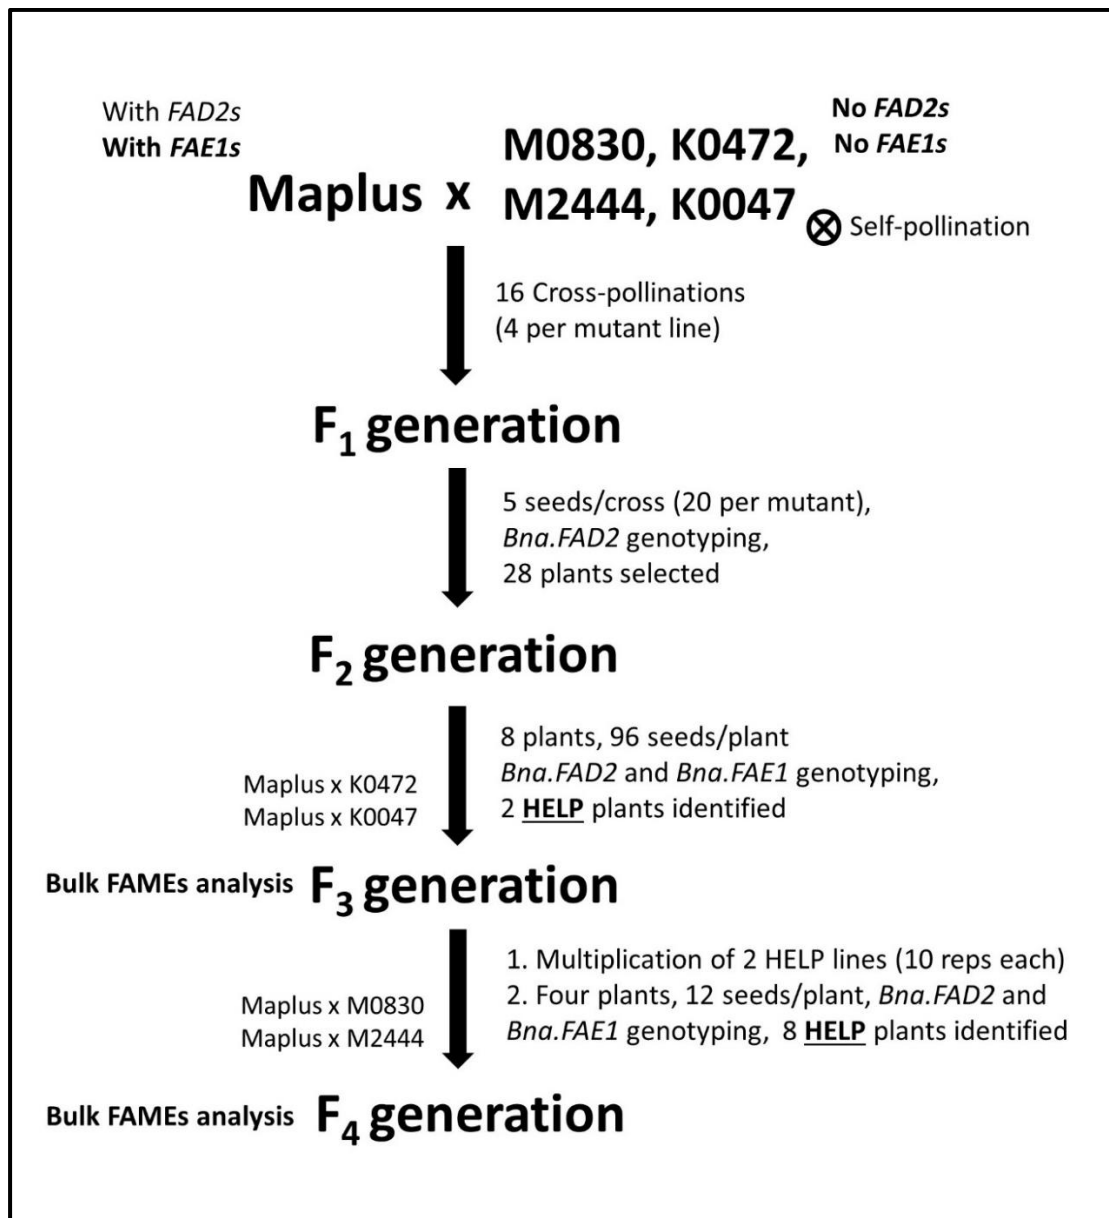 With FAD2s
With FAE1s
No FAD2s
No FAE1s
Maplus x
M0830, K0472,
M2444, K0047
⊗ Self-pollination
16 Cross-pollinations
(4 per mutant line)
F₁ generation
5 seeds/cross (20 per mutant),
Bna.FAD2 genotyping,
28 plants selected
F₂ generation
8 plants, 96 seeds/plant
Bna.FAD2 and Bna.FAE1 genotyping,
2 HELP plants identified
Maplus x K0472
Maplus x K0047
Bulk FAMEs analysis
F₃ generation
1. Multiplication of 2 HELP lines (10 reps each)
2. Four plants, 12 seeds/plant, Bna.FAD2 and
Bna.FAE1 genotyping, 8 HELP plants identified
Maplus x M0830
Maplus x M2444
Bulk FAMEs analysis
F₄ generation